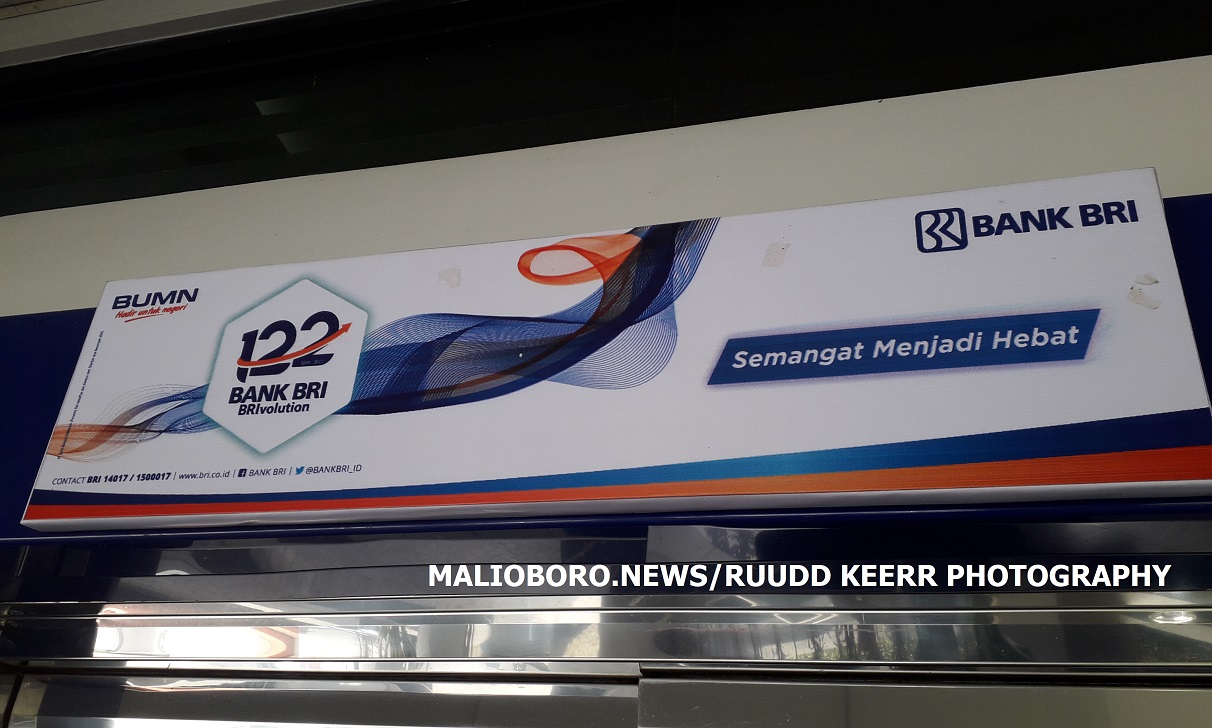 BANK BRI
BUMN
Hadir untuk negeri
122
BANK BRI
BRIvolution
Semangat Menjadi Hebat
CONTACT BRI 14017 / 1500017 | www.bri.co.id | BANK BRI | @BANKBRI_ID
MALIOBORO.NEWS/RUUDD KEERR PHOTOGRAPHY